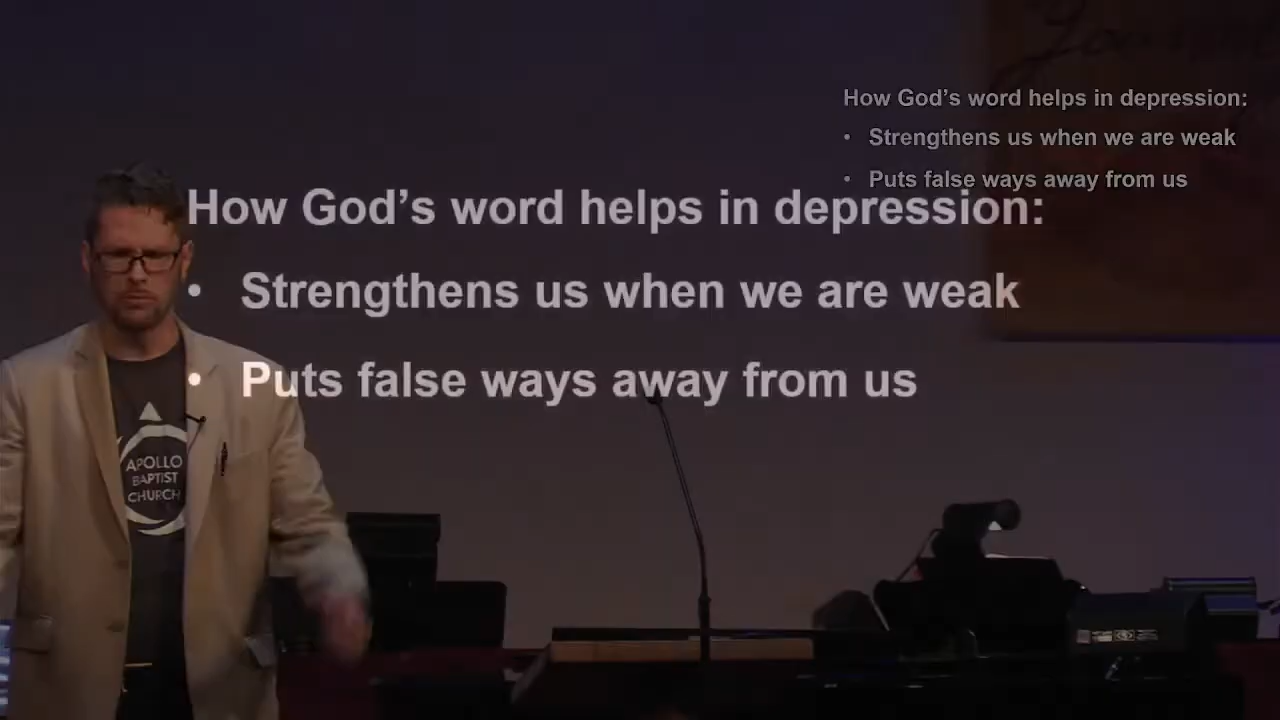 How God's word helps in depression:
• Strengthens us when we are weak
• Puts false ways away from us
How God’s word helps in depression:
• Strengthens us when we are weak
• Puts false ways away from us
APOLLO
BAPTIST
CHURCH